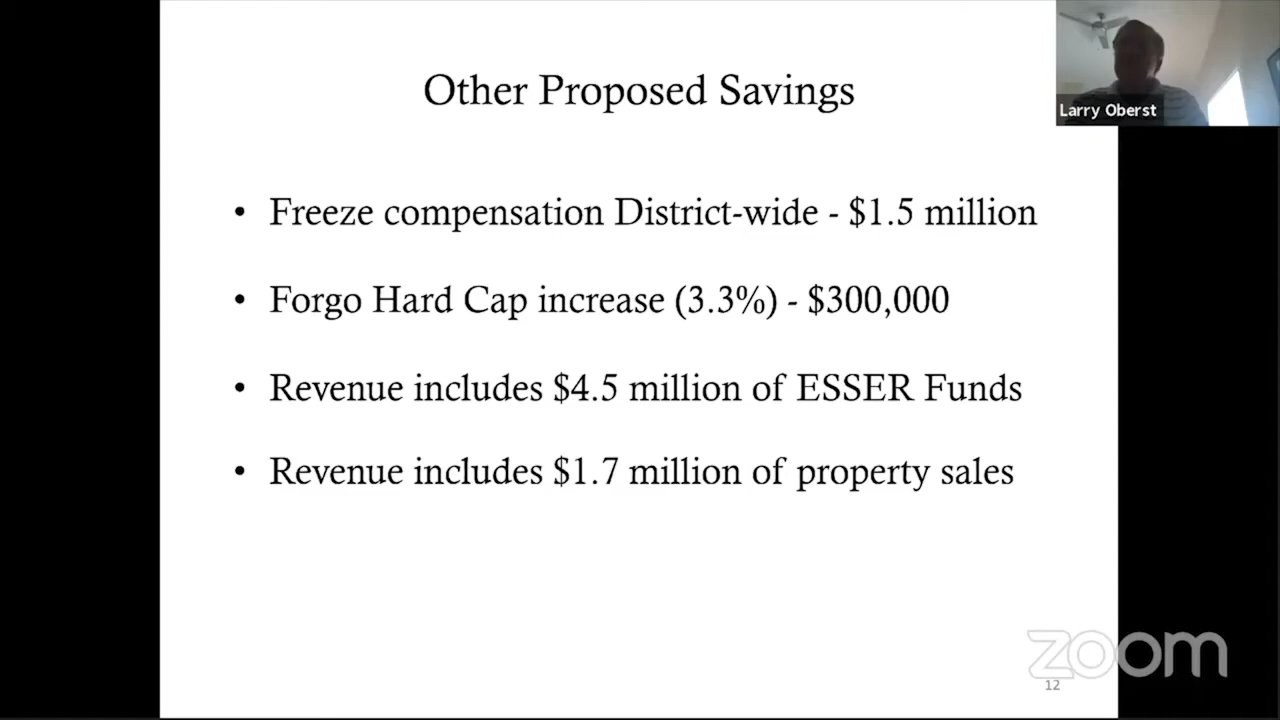 Other Proposed Savings
Larry Oberst
• Freeze compensation District-wide - $1.5 million
• Forgo Hard Cap increase (3.3%) - $300,000
• Revenue includes $4.5 million of ESSER Funds
• Revenue includes $1.7 million of property sales
zoom
12